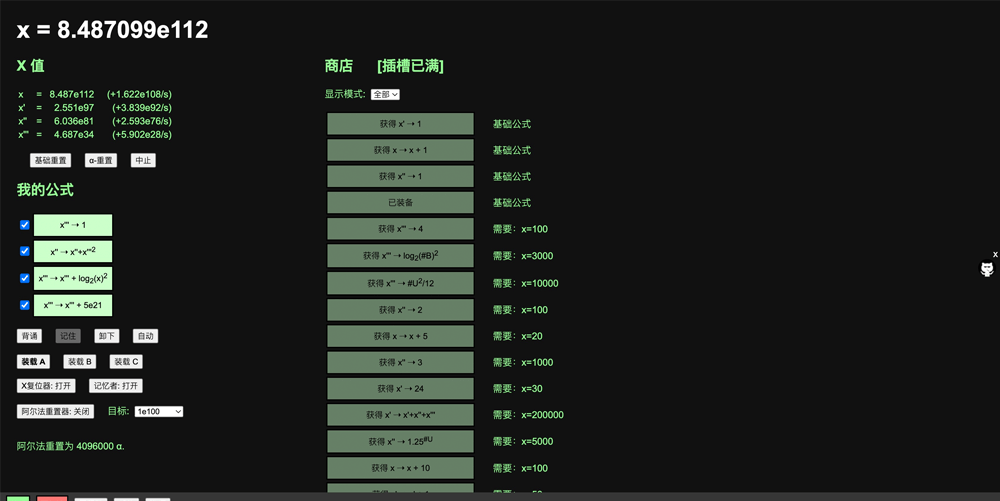 x = 8.487099e112
X 值
x = 8.487e112 (+1.622e108/s)
x' = 2.551e97 (+3.839e92/s)
x'' = 6.036e81 (+2.593e76/s)
x''' = 4.687e34 (+5.902e28/s)
基础重置 α-重置 中止
我的公式
x''' ➝ 1
x'' ➝ x''+x'''²
x''' ➝ x''' + log₂(x)²
x''' ➝ x''' + 5e21
背诵 记住 卸下 自动
装载 A 装载 B 装载 C
X复位器: 打开 记忆者: 打开
阿尔法重置器: 关闭 目标: 1e100
阿尔法重置为 4096000 α.
商店 [插槽已满]
显示模式: 全部
获得 x' ➝ 1 基础公式
获得 x ➝ x + 1 基础公式
获得 x'' ➝ 1 基础公式
已装备 基础公式
获得 x''' ➝ 4 需要：x=100
获得 x''' ➝ log₂(#B)² 需要：x=3000
获得 x''' ➝ #U²/12 需要：x=10000
获得 x'' ➝ 2 需要：x=100
获得 x ➝ x + 5 需要：x=20
获得 x'' ➝ 3 需要：x=1000
获得 x' ➝ 24 需要：x=30
获得 x' ➝ x'+x''+x''' 需要：x=200000
获得 x'' ➝ 1.25^#U 需要：x=5000
获得 x ➝ x + 10 需要：x=100
x